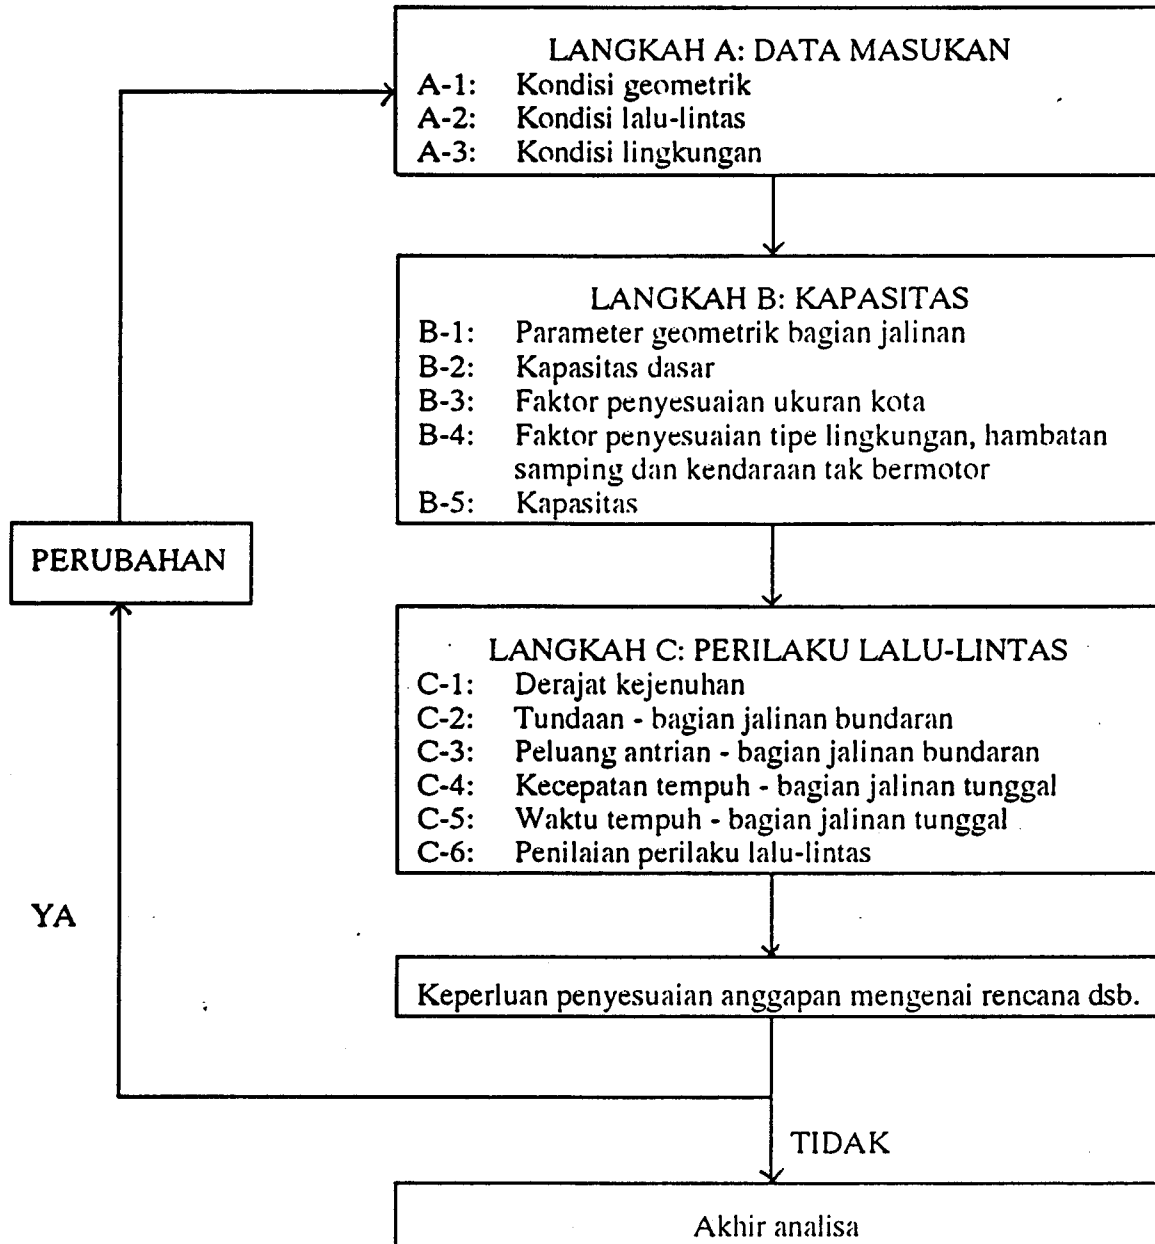 LANGKAH A: DATA MASUKAN
A-1: Kondisi geometrik
A-2: Kondisi lalu-lintas
A-3: Kondisi lingkungan
LANGKAH B: KAPASITAS
B-1: Parameter geometrik bagian jalinan
B-2: Kapasitas dasar
B-3: Faktor penyesuaian ukuran kota
B-4: Faktor penyesuaian tipe lingkungan, hambatan
samping dan kendaraan tak bermotor
B-5: Kapasitas
PERUBAHAN
LANGKAH C: PERILAKU LALU-LINTAS
C-1: Derajat kejenuhan
C-2: Tundaan - bagian jalinan bundaran
C-3: Peluang antrian - bagian jalinan bundaran
C-4: Kecepatan tempuh - bagian jalinan tunggal
C-5: Waktu tempuh - bagian jalinan tunggal
C-6: Penilaian perilaku lalu-lintas
YA
Keperluan penyesuaian anggapan mengenai rencana dsb.
TIDAK
Akhir analisa